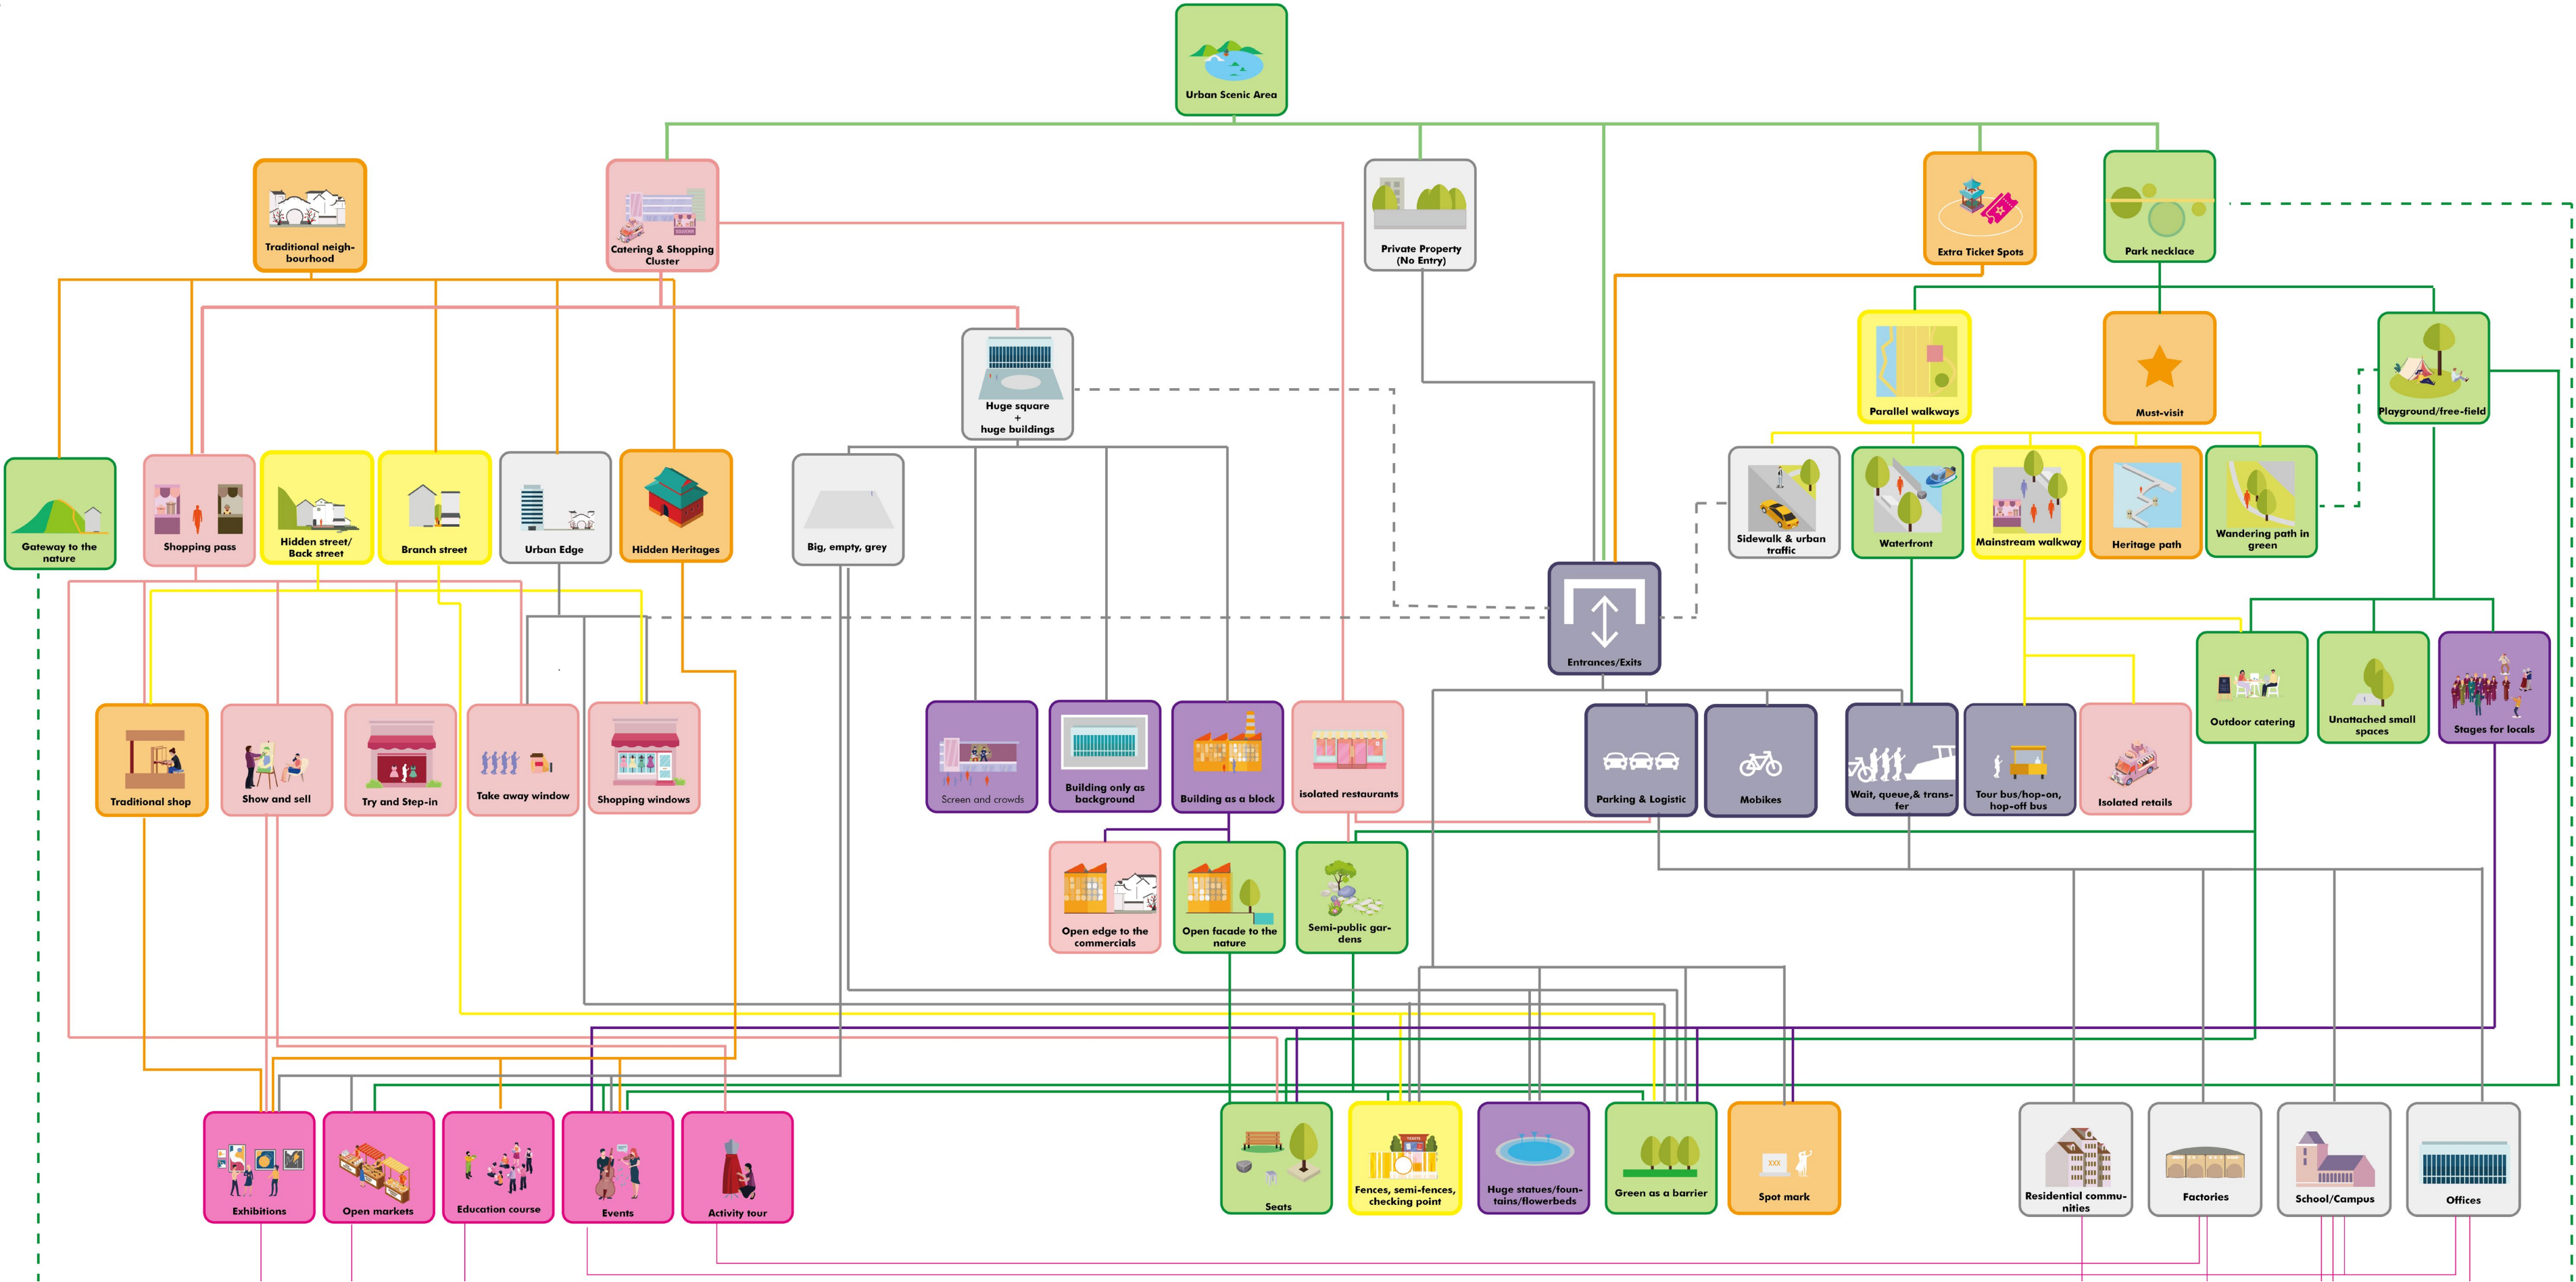 Urban Scenic Area
Traditional neigh-
bourhood
Catering & Shopping
Cluster
Private Property
(No Entry)
Extra Ticket Spots
Park necklace
Huge square
+
huge buildings
Parallel walkways
Must-visit
Playground/free-field
Gateway to the
nature
Shopping pass
Hidden street/
Back street
Branch street
Urban Edge
Hidden Heritages
Big, empty, grey
Sidewalk & urban
traffic
Waterfront
Mainstream walkway
Heritage path
Wandering path in
green
Entrances/Exits
Outdoor catering
Unattached small
spaces
Stages for locals
Traditional shop
Show and sell
Try and Step-in
Take away window
Shopping windows
Screen and crowds
Building only as
background
Building as a block
isolated restaurants
Parking & Logistic
Mobikes
Wait, queue,& trans-
fer
Tour bus/hop-on,
hop-off bus
Isolated retails
Open edge to the
commercials
Open facade to the
nature
Semi-public gar-
dens
Exhibitions
Open markets
Education course
Events
Activity tour
Seats
Fences, semi-fences,
checking point
Huge statues/foun-
tains/flowerbeds
Green as a barrier
XXX
Spot mark
Residential commu-
nities
Factories
School/Campus
Offices